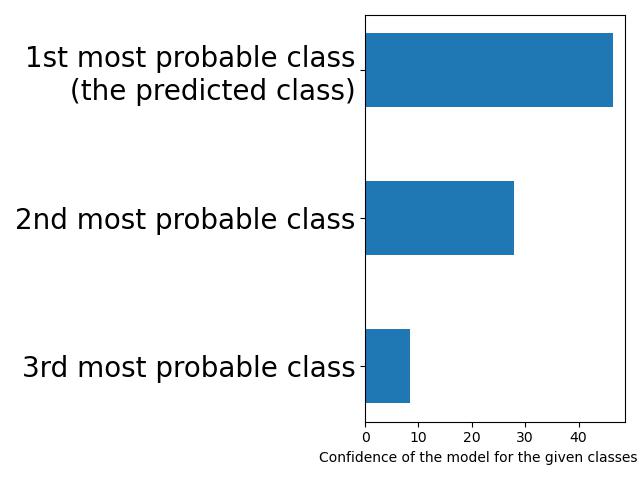 1st most probable class
(the predicted class)
2nd most probable class
3rd most probable class
0 10 20 30 40
Confidence of the model for the given classes